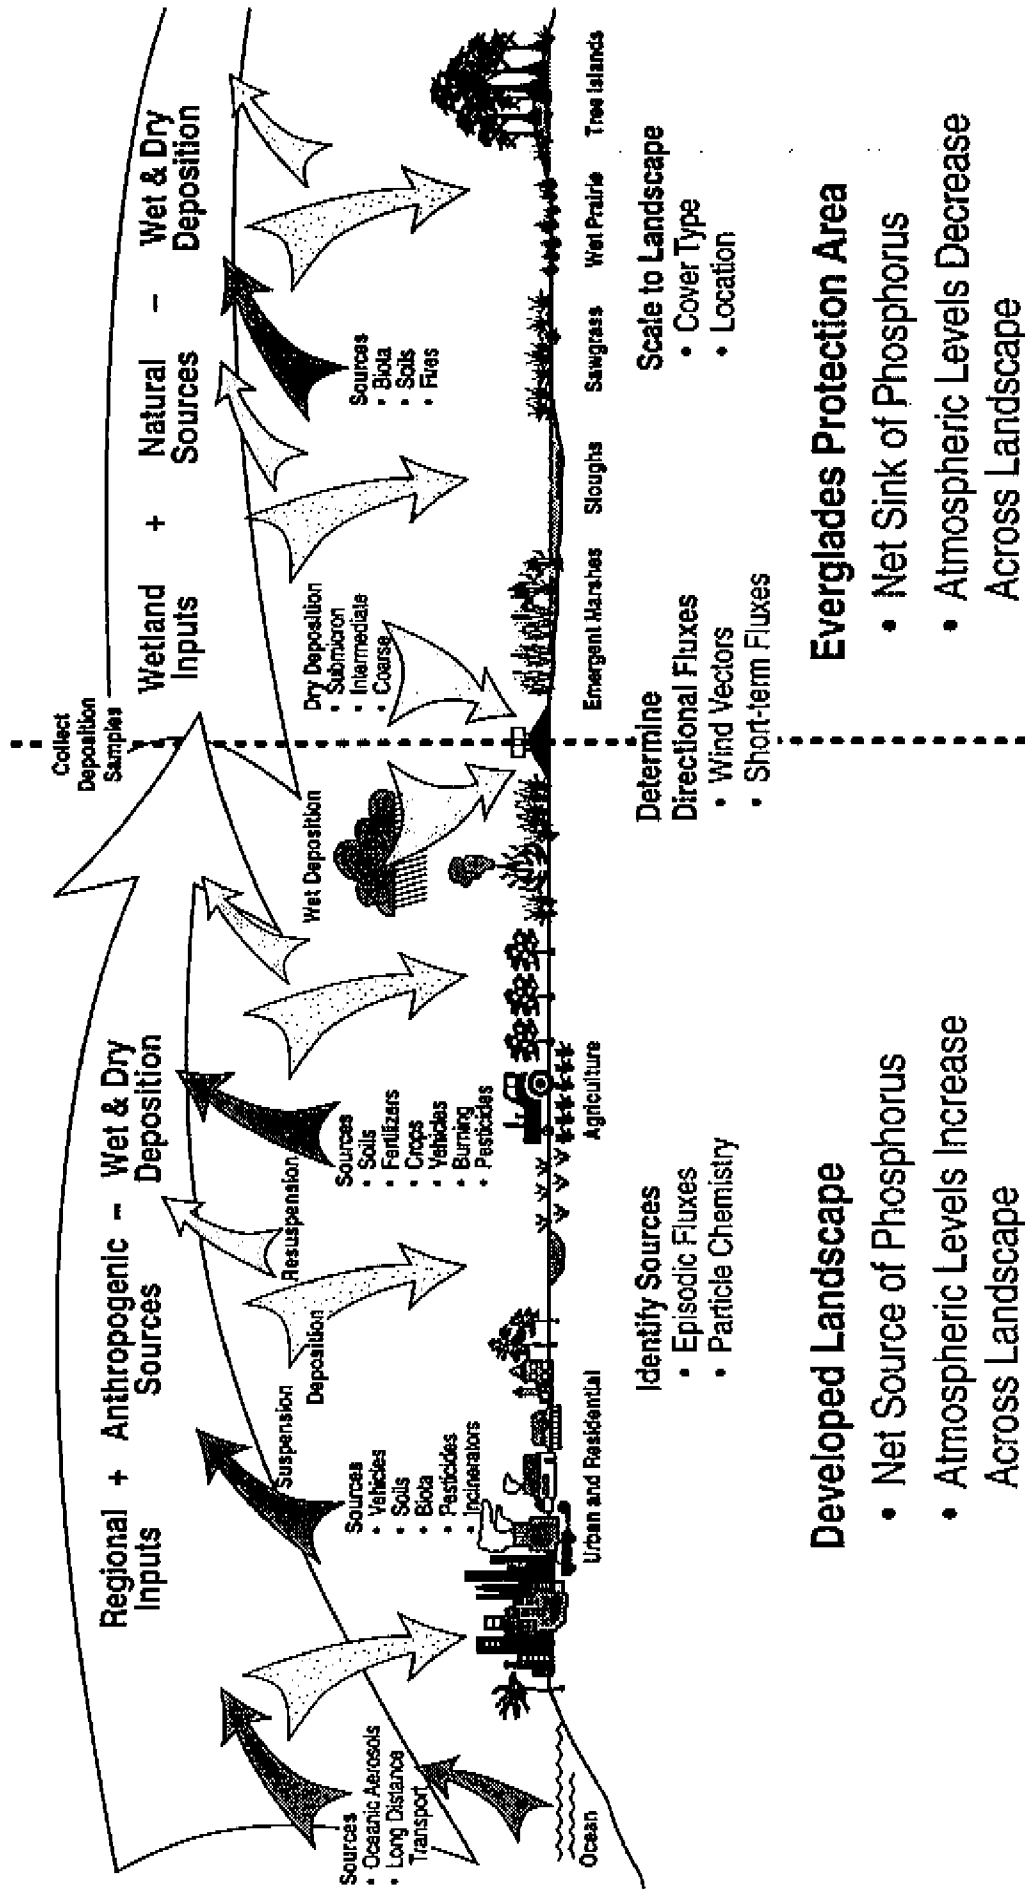 Collect
Deposition
Samples
Regional + Anthropogenic – Wet & Dry
Inputs Sources Deposition
Wetland + Natural – Wet & Dry
Inputs Sources Deposition
Suspension
Deposition
Resuspension
Wet Deposition
Dry Deposition
• Submicron
• Intermediate
• Coarse
Sources
• Oceanic Aerosols
• Long Distance
Transport
Sources
• Vehicles
• Soils
• Biota
• Pesticides
• Incinerators
Sources
• Soils
• Fertilizers
• Crops
• Vehicles
• Burning
• Pesticides
Sources
• Biota
• Soils
• Fires
Ocean
Urban and Residential
Agriculture
Emergent Marshes
Sloughs
Sawgrass
Wet Prairie
Tree Islands
Identify Sources
• Episodic Fluxes
• Particle Chemistry
Determine
Directional Fluxes
• Wind Vectors
• Short-term Fluxes
Scale to Landscape
• Cover Type
• Location
Developed Landscape
• Net Source of Phosphorus
• Atmospheric Levels Increase
Across Landscape
Everglades Protection Area
• Net Sink of Phosphorus
• Atmospheric Levels Decrease
Across Landscape